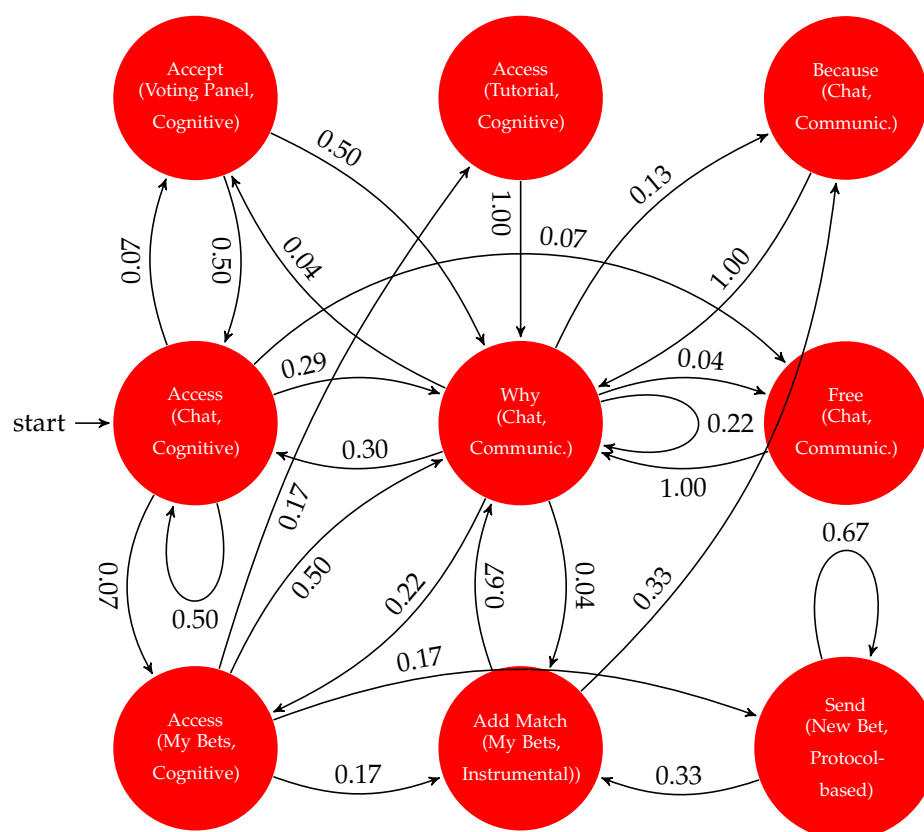 Accept
(Voting Panel,
Cognitive)
Access
(Tutorial,
Cognitive)
Because
(Chat,
Communic.)
0.50
0.13
1.00
0.07
0.50
0.04
0.07
1.00
start
Access
(Chat,
Cognitive)
0.29
Why
(Chat,
Communic.)
0.04
0.22
Free
(Chat,
Communic.)
0.30
1.00
0.17
0.50
0.67
0.07
0.50
0.22
0.67
0.04
0.33
0.17
Access
(My Bets,
Cognitive)
Add Match
(My Bets,
Instrumental))
Send
(New Bet,
Protocol-
based)
0.17
0.33